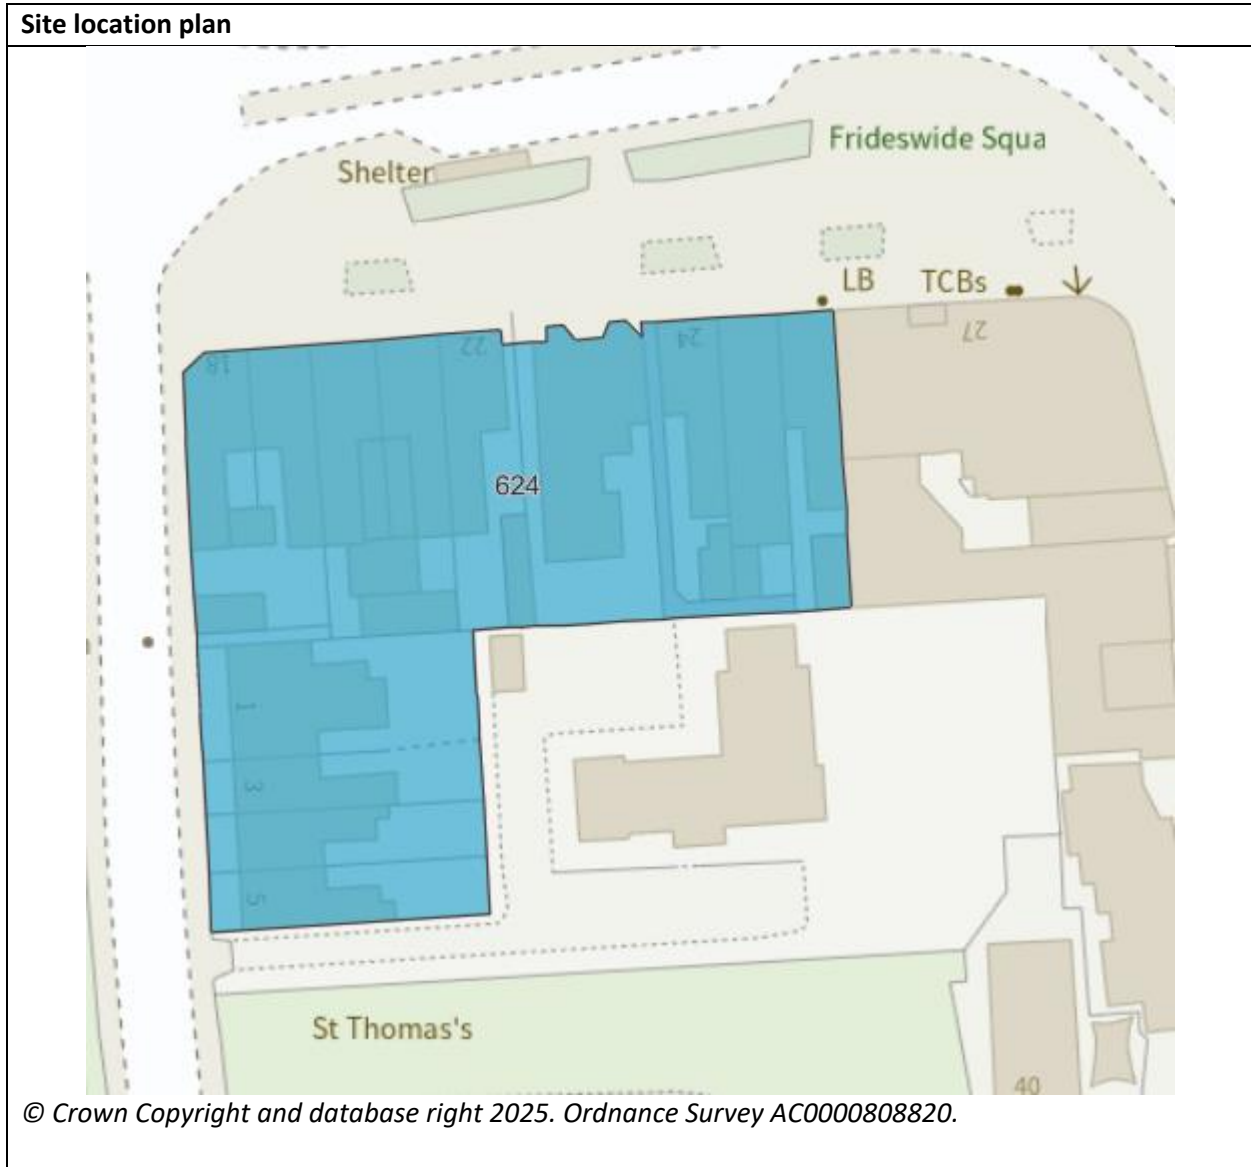 Site location plan
Frideswide Squa
Shelter
LB
TCBs
27
18
22
24
624
1
3
5
St Thomas's
40
© Crown Copyright and database right 2025. Ordnance Survey AC0000808820.